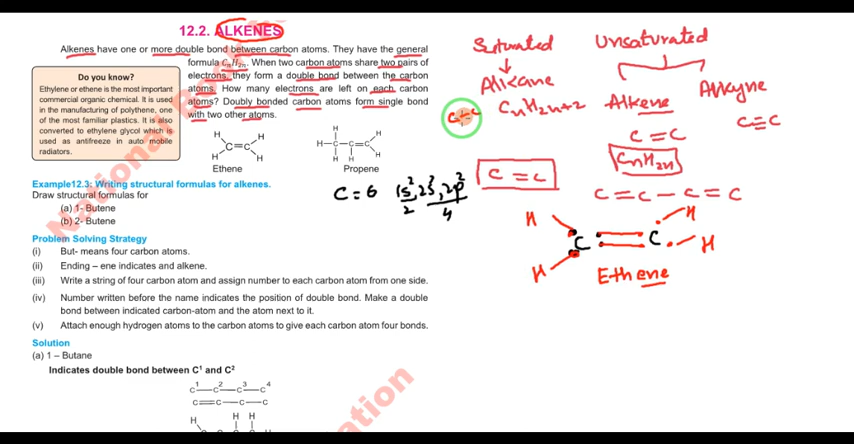 12.2. ALKENES
Alkenes have one or more double bond between carbon atoms. They have the general
formula CnH2n. When two carbon atoms share two pairs of
electrons, they form a double bond between the carbon
atoms. How many electrons are left on each carbon
atoms? Doubly bonded carbon atoms form single bond
with two other atoms.
Do you know?
Ethylene or ethene is the most important
commercial organic chemical. It is used
in the manufacturing of polythene, one
of the most familiar plastics. It is also
converted to ethylene glycol which is
used as antifreeze in auto mobile
radiators.
H H
C=C
H H
Ethene
H
H H
H—C—C=C
H H H
Propene
Example12.3: Writing structural formulas for alkenes.
Draw structural formulas for
(a) 1- Butene
(b) 2- Butene
Problem Solving Strategy
(i) But- means four carbon atoms.
(ii) Ending – ene indicates and alkene.
(iii) Write a string of four carbon atom and assign number to each carbon atom from one side.
(iv) Number written before the name indicates the position of double bond. Make a double
bond between indicated carbon-atom and the atom next to it.
(v) Attach enough hydrogen atoms to the carbon atoms to give each carbon atom four bonds.
Solution
(a) 1 – Butane
Indicates double bond between C1 and C2
C1—C2—C3—C4
C=C—C—C
H H H
Saturated Unsaturated
Alkane Alkene Alkyne
CnH2n+2
C-C C=C C≡C
CnH2n
C=C
C=C-C=C
C=6 1s2, 2s2, 2p2
2 4
H H
C=C
H H
Ethene
National Book
ation